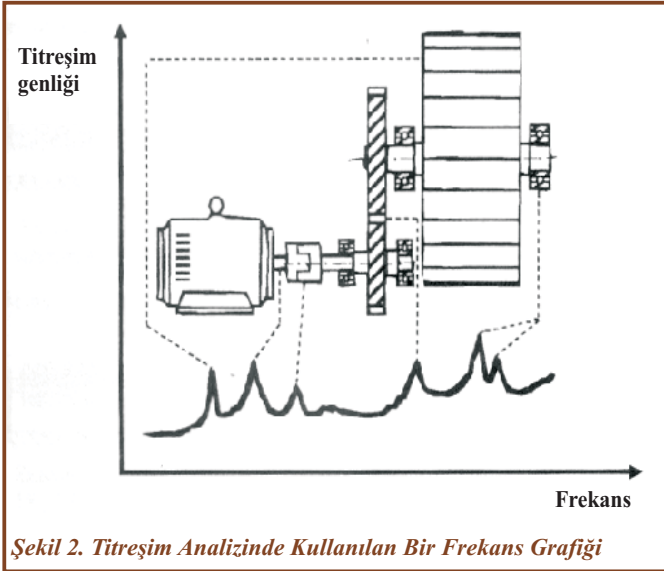 Titreşim
genliği
Frekans
Şekil 2. Titreşim Analizinde Kullanılan Bir Frekans Grafiği